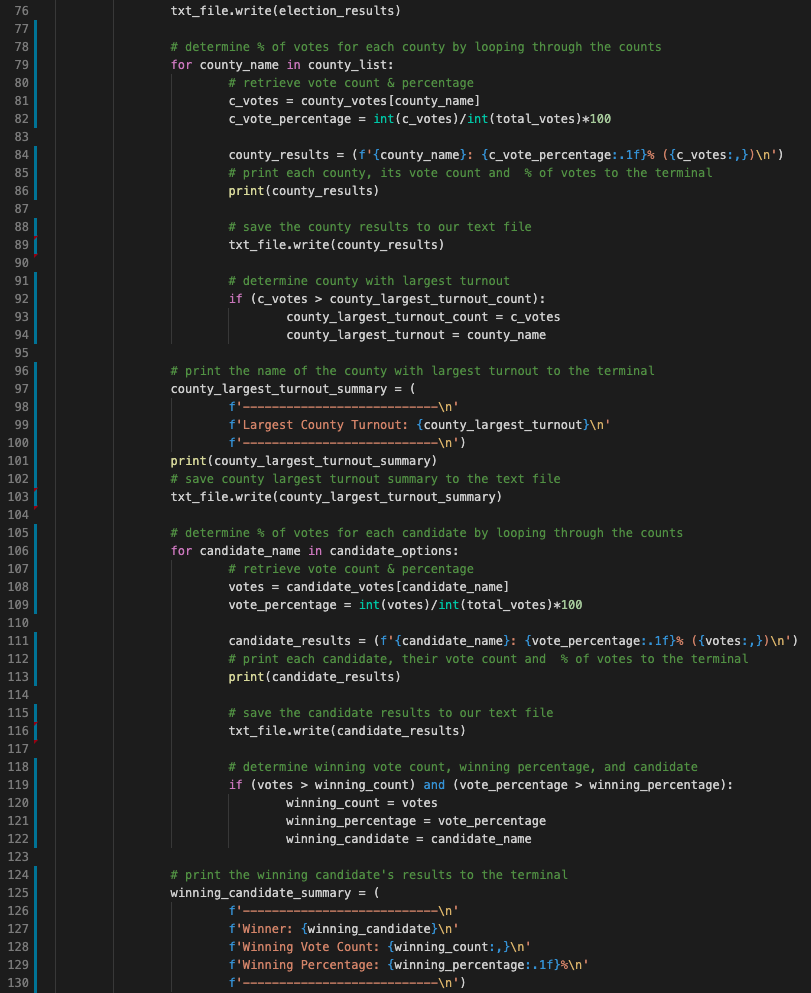 76 txt_file.write(election_results)
77
78 # determine % of votes for each county by looping through the counts
79 for county_name in county_list:
80 # retrieve vote count & percentage
81 c_votes = county_votes[county_name]
82 c_vote_percentage = int(c_votes)/int(total_votes)*100
83
84 county_results = (f'{county_name}: {c_vote_percentage:.1f}% ({c_votes:,})\n')
85 # print each county, its vote count and  % of votes to the terminal
86 print(county_results)
87
88 # save the county results to our text file
89 txt_file.write(county_results)
90
91 # determine county with largest turnout
92 if (c_votes > county_largest_turnout_count):
93 county_largest_turnout_count = c_votes
94 county_largest_turnout = county_name
95
96 # print the name of the county with largest turnout to the terminal
97 county_largest_turnout_summary = (
98 f'---------------------------\n'
99 f'Largest County Turnout: {county_largest_turnout}\n'
100 f'---------------------------\n')
101 print(county_largest_turnout_summary)
102 # save county largest turnout summary to the text file
103 txt_file.write(county_largest_turnout_summary)
104
105 # determine % of votes for each candidate by looping through the counts
106 for candidate_name in candidate_options:
107 # retrieve vote count & percentage
108 votes = candidate_votes[candidate_name]
109 vote_percentage = int(votes)/int(total_votes)*100
110
111 candidate_results = (f'{candidate_name}: {vote_percentage:.1f}% ({votes:,})\n')
112 # print each candidate, their vote count and  % of votes to the terminal
113 print(candidate_results)
114
115 # save the candidate results to our text file
116 txt_file.write(candidate_results)
117
118 # determine winning vote count, winning percentage, and candidate
119 if (votes > winning_count) and (vote_percentage > winning_percentage):
120 winning_count = votes
121 winning_percentage = vote_percentage
122 winning_candidate = candidate_name
123
124 # print the winning candidate's results to the terminal
125 winning_candidate_summary = (
126 f'---------------------------\n'
127 f'Winner: {winning_candidate}\n'
128 f'Winning Vote Count: {winning_count:,}\n'
129 f'Winning Percentage: {winning_percentage:.1f}%\n'
130 f'---------------------------\n')